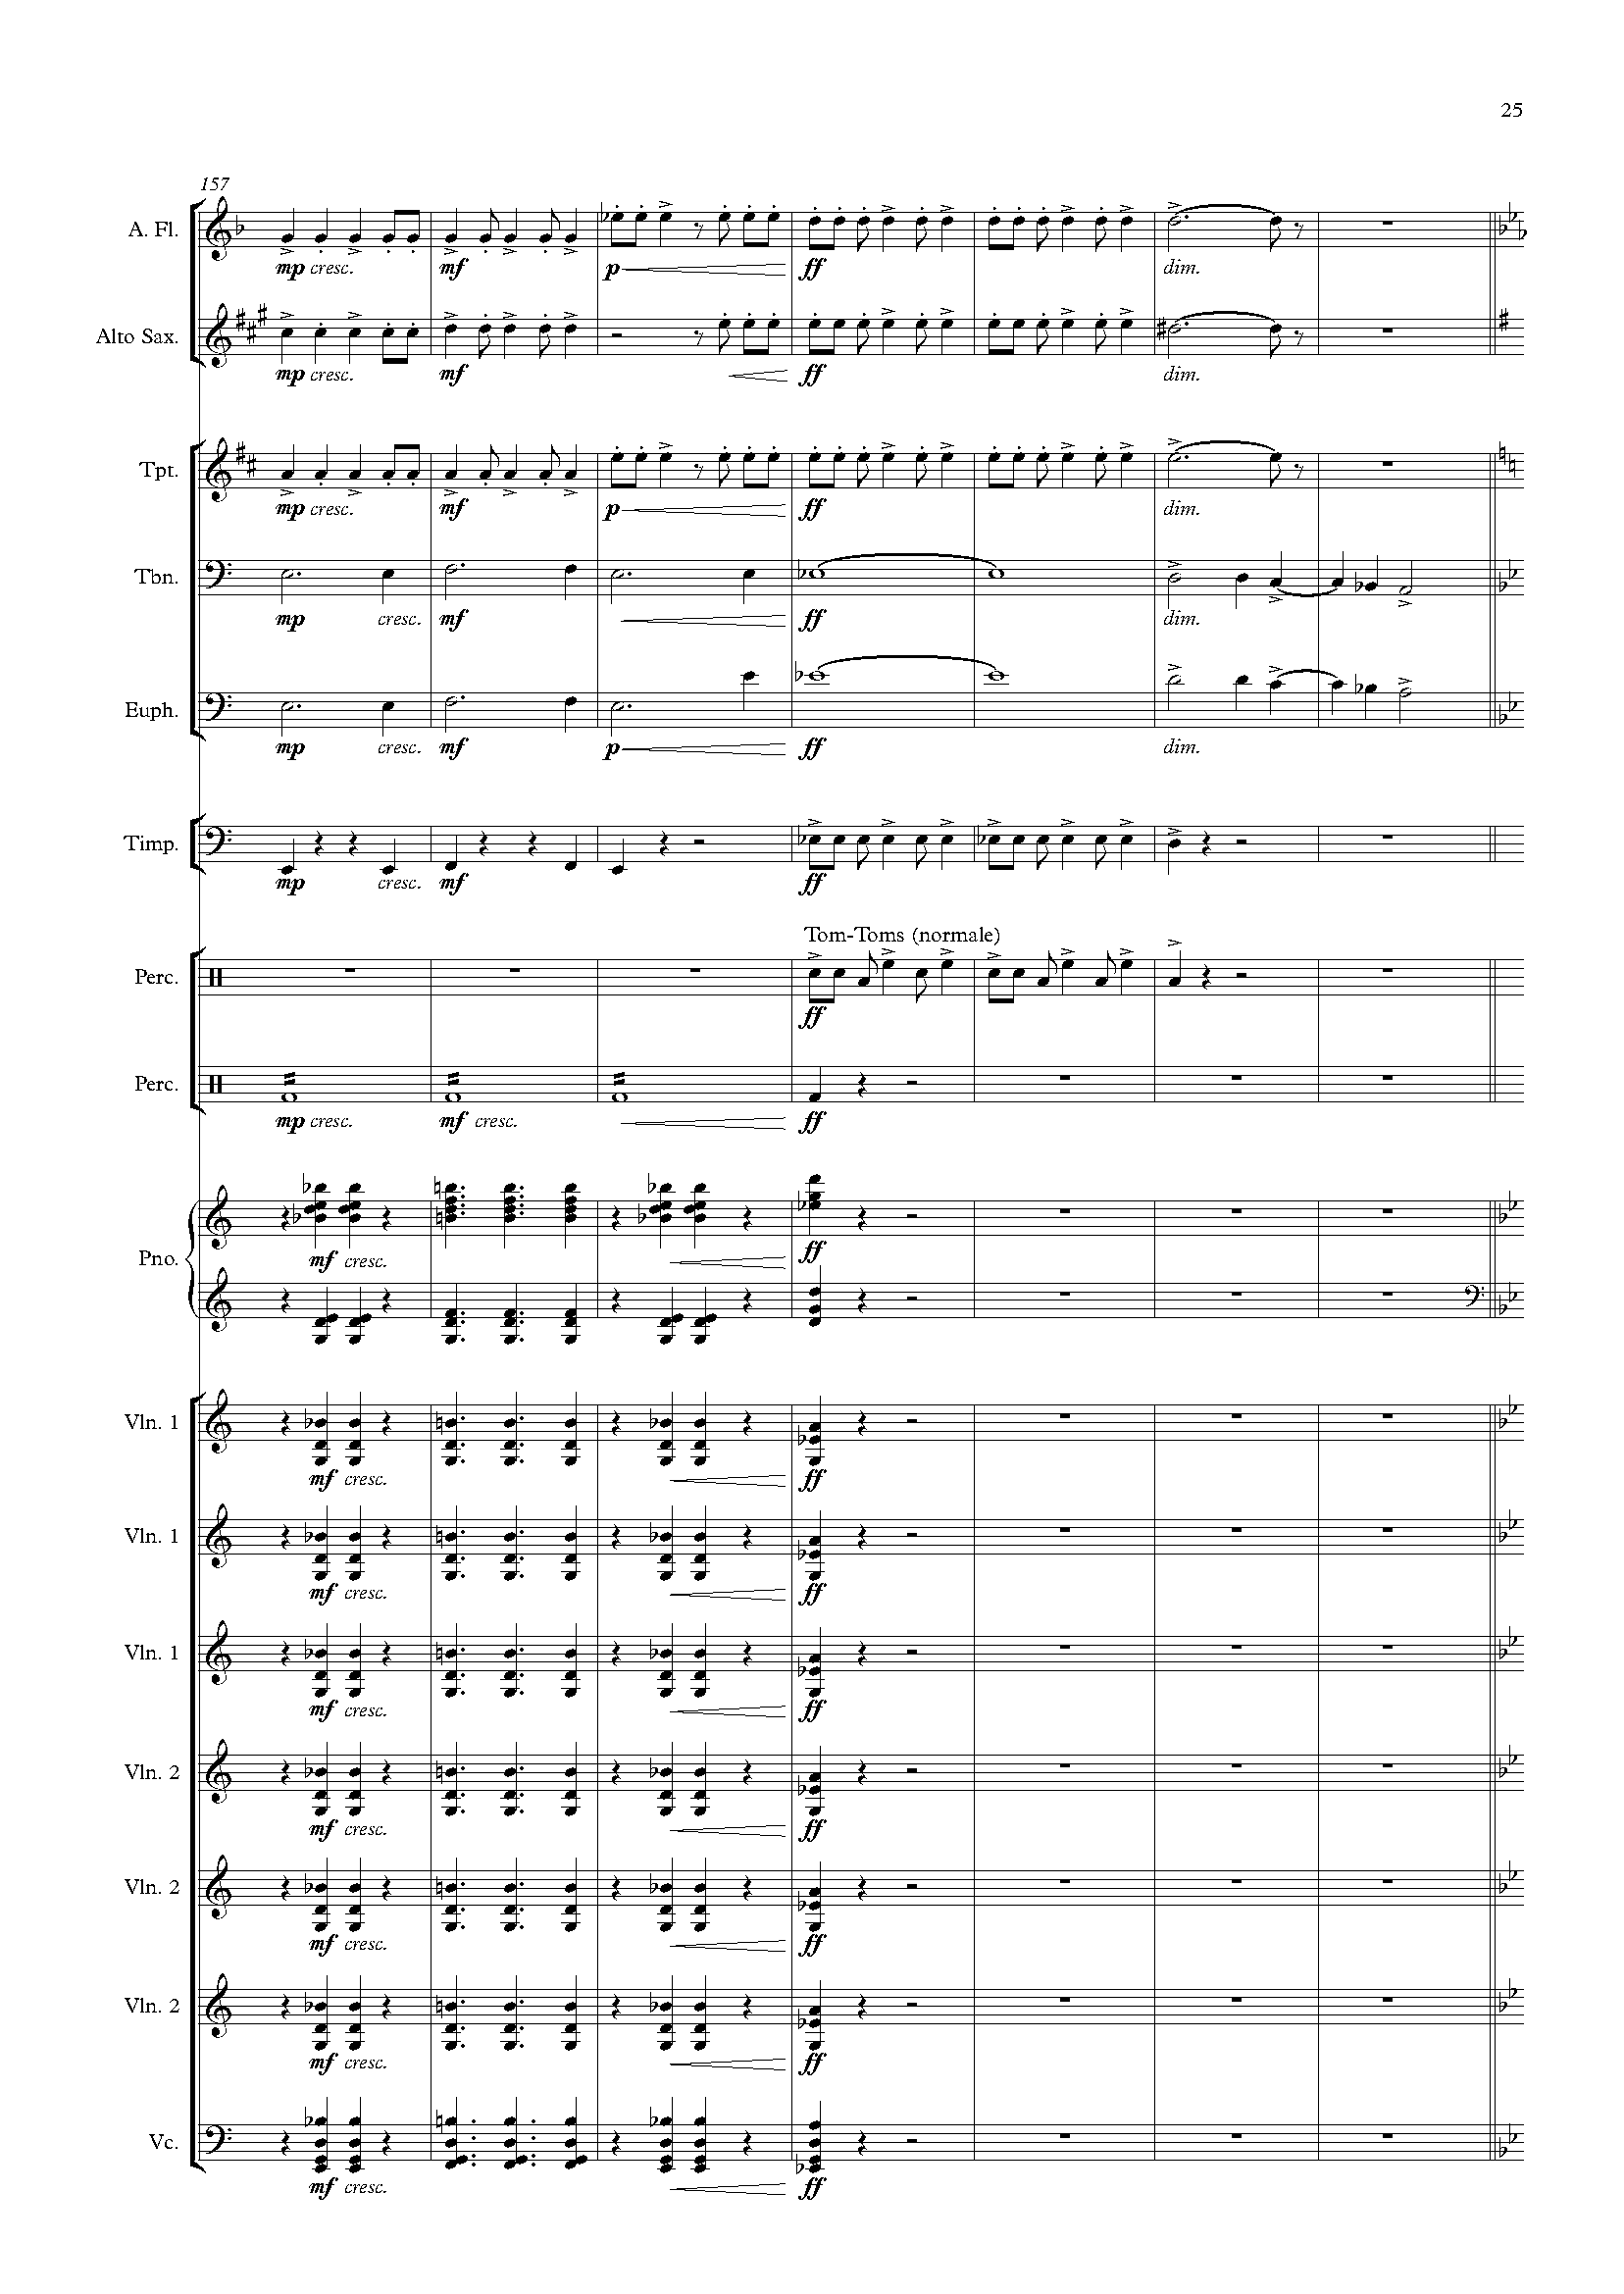 25
157
A. Fl.
mp cresc. mf p ff dim.
Alto Sax.
mp cresc. mf ff dim.
Tpt.
mp cresc. mf p ff dim.
Tbn.
mp cresc. mf ff dim.
Euph.
mp cresc. mf p ff dim.
Timp.
mp cresc. mf ff
Tom-Toms (normale)
Perc.
ff
Perc.
mp cresc. mf cresc. ff
Pno.
mf cresc. ff
Vln. 1
mf cresc. ff
Vln. 1
mf cresc. ff
Vln. 1
mf cresc. ff
Vln. 2
mf cresc. ff
Vln. 2
mf cresc. ff
Vln. 2
mf cresc. ff
Vc.
mf cresc. ff